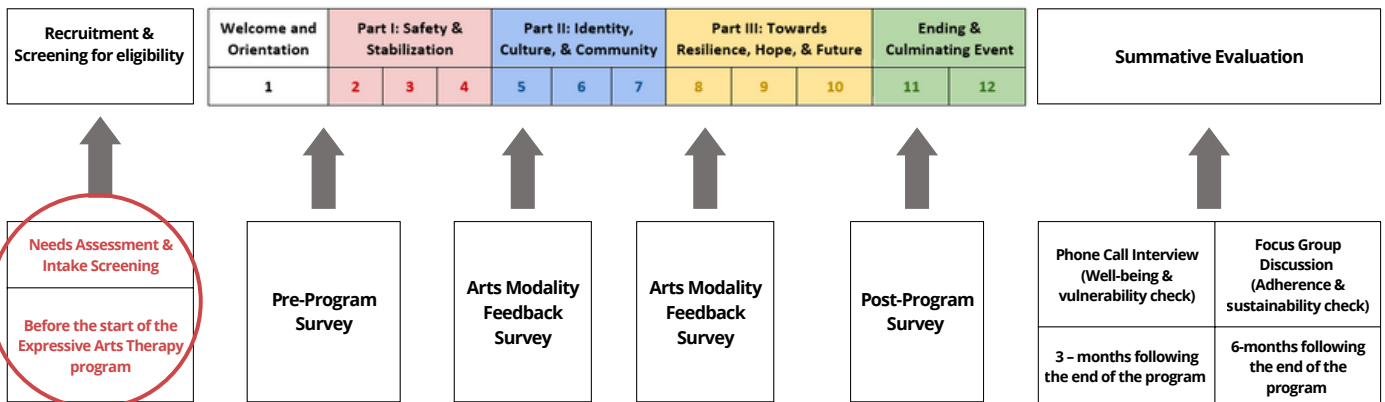 Recruitment &
Screening for eligibility
Welcome and
Orientation
1
Part I: Safety &
Stabilization
2 3 4
Part II: Identity,
Culture, & Community
5 6 7
Part III: Towards
Resilience, Hope, & Future
8 9 10
Ending &
Culminating Event
11 12
Summative Evaluation
Needs Assessment &
Intake Screening
Before the start of the
Expressive Arts Therapy
program
Pre-Program
Survey
Arts Modality
Feedback
Survey
Arts Modality
Feedback
Survey
Post-Program
Survey
Phone Call Interview
(Well-being &
vulnerability check)
Focus Group
Discussion
(Adherence &
sustainability check)
3 – months following
the end of the program
6-months following
the end of the
program